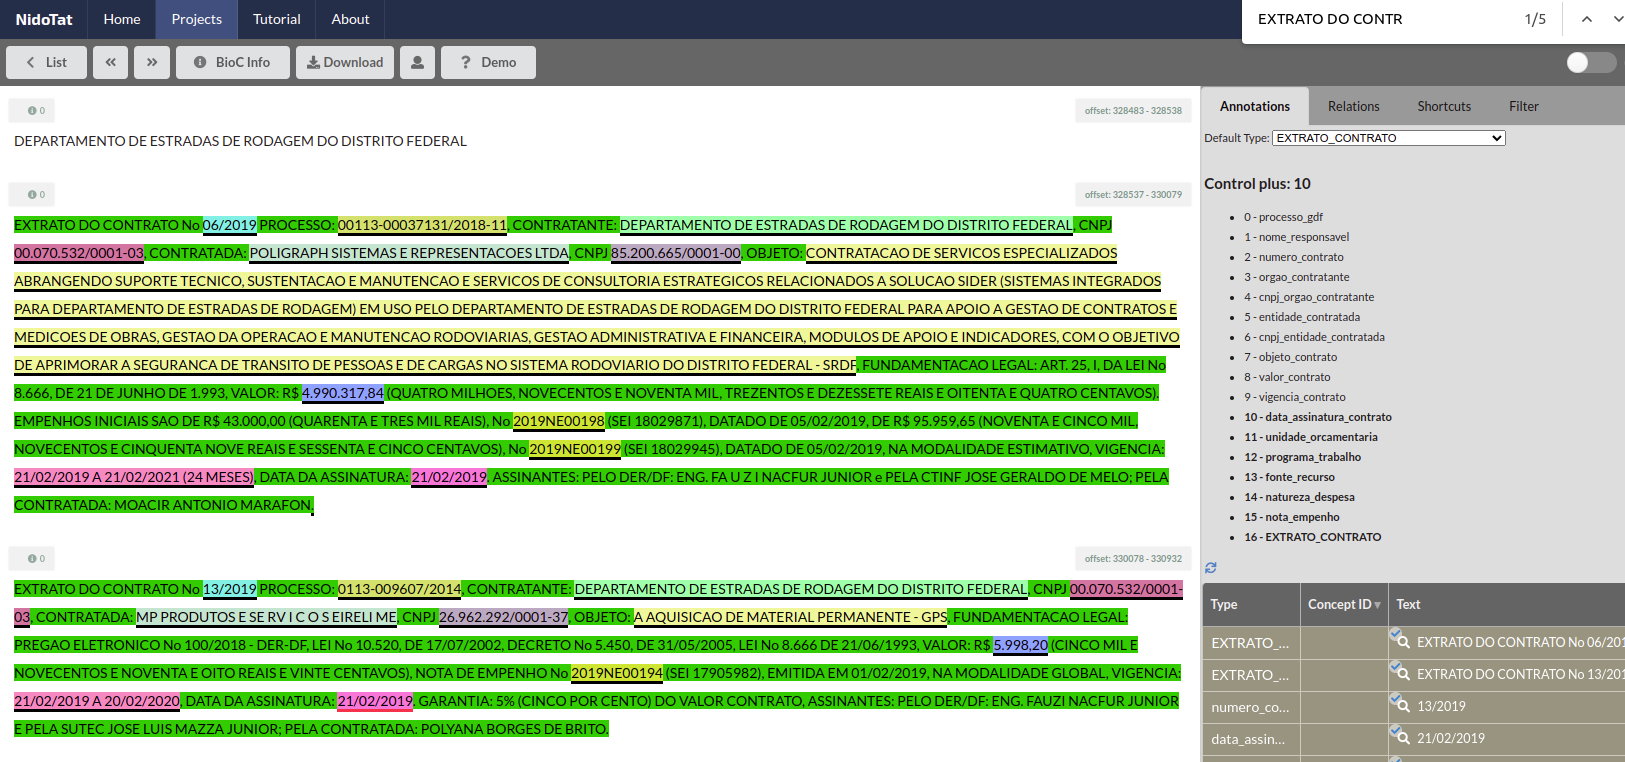 NidoTat Home Projects Tutorial About EXTRATO DO CONTR 1/5
List BioC Info Download Demo
0 offset: 328483 - 328538
DEPARTAMENTO DE ESTRADAS DE RODAGEM DO DISTRITO FEDERAL
0 offset: 328537 - 330079
EXTRATO DO CONTRATO No 06/2019 PROCESSO: 00113-00037131/2018-11, CONTRATANTE: DEPARTAMENTO DE ESTRADAS DE RODAGEM DO DISTRITO FEDERAL, CNPJ
00.070.532/0001-03, CONTRATADA: POLIGRAPH SISTEMAS E REPRESENTACOES LTDA, CNPJ 85.200.665/0001-00, OBJETO: CONTRATACAO DE SERVICOS ESPECIALIZADOS
ABRANGENDO SUPORTE TECNICO, SUSTENTACAO E MANUTENCAO E SERVICOS DE CONSULTORIA ESTRATEGICOS RELACIONADOS A SOLUCAO SIDER (SISTEMAS INTEGRADOS
PARA DEPARTAMENTO DE ESTRADAS DE RODAGEM) EM USO PELO DEPARTAMENTO DE ESTRADAS DE RODAGEM DO DISTRITO FEDERAL PARA APOIO A GESTAO DE CONTRATOS E
MEDICOES DE OBRAS, GESTAO DA OPERACAO E MANUTENCAO RODOVIARIAS, GESTAO ADMINISTRATIVA E FINANCEIRA, MODULOS DE APOIO E INDICADORES, COM O OBJETIVO
DE APRIMORAR A SEGURANCA DE TRANSITO DE PESSOAS E DE CARGAS NO SISTEMA RODOVIARIO DO DISTRITO FEDERAL - SRDF, FUNDAMENTACAO LEGAL: ART. 25, I, DA LEI No
8.666, DE 21 DE JUNHO DE 1.993, VALOR: R$ 4.990.317,84 (QUATRO MILHOES, NOVECENTOS E NOVENTA MIL, TREZENTOS E DEZESSETE REAIS E OITENTA E QUATRO CENTAVOS).
EMPENHOS INICIAIS SAO DE R$ 43.000,00 (QUARENTA E TRES MIL REAIS), No 2019NE00198 (SEI 18029871), DATADO DE 05/02/2019, DE R$ 95.959,65 (NOVENTA E CINCO MIL,
NOVECENTOS E CINQUENTA NOVE REAIS E SESSENTA E CINCO CENTAVOS), No 2019NE00199 (SEI 18029945), DATADO DE 05/02/2019, NA MODALIDADE ESTIMATIVO, VIGENCIA:
21/02/2019 A 21/02/2021 (24 MESES), DATA DA ASSINATURA: 21/02/2019. ASSINANTES: PELO DER/DF: ENG. FA U Z I NACFUR JUNIOR e PELA CTINF JOSE GERALDO DE MELO; PELA
CONTRATADA: MOACIR ANTONIO MARAFON.
0 offset: 330078 - 330932
EXTRATO DO CONTRATO No 13/2019 PROCESSO: 0113-009607/2014, CONTRATANTE: DEPARTAMENTO DE ESTRADAS DE RODAGEM DO DISTRITO FEDERAL, CNPJ 00.070.532/0001-
03, CONTRATADA: MP PRODUTOS E SE RV I C O S EIRELI ME, CNPJ 26.962.292/0001-37, OBJETO: A AQUISICAO DE MATERIAL PERMANENTE - GPS, FUNDAMENTACAO LEGAL:
PREGAO ELETRONICO No 100/2018 - DER-DF, LEI No 10.520, DE 17/07/2002, DECRETO No 5.450, DE 31/05/2005, LEI No 8.666 DE 21/06/1993, VALOR: R$ 5.998,20 (CINCO MIL E
NOVECENTOS E NOVENTA E OITO REAIS E VINTE CENTAVOS), NOTA DE EMPENHO No 2019NE00194 (SEI 17905982), EMITIDA EM 01/02/2019, NA MODALIDADE GLOBAL, VIGENCIA:
21/02/2019 A 20/02/2020, DATA DA ASSINATURA: 21/02/2019. GARANTIA: 5% (CINCO POR CENTO) DO VALOR CONTRATO, ASSINANTES: PELO DER/DF: ENG. FAUZI NACFUR JUNIOR
E PELA SUTEC JOSE LUIS MAZZA JUNIOR; PELA CONTRATADA: POLYANA BORGES DE BRITO.
Annotations Relations Shortcuts Filter
Default Type: EXTRATO_CONTRATO
Control plus: 10
0 - processo_gdf
1 - nome_responsavel
2 - numero_contrato
3 - orgao_contratante
4 - cnpj_orgao_contratante
5 - entidade_contratada
6 - cnpj_entidade_contratada
7 - objeto_contrato
8 - valor_contrato
9 - vigencia_contrato
10 - data_assinatura_contrato
11 - unidade_orcamentaria
12 - programa_trabalho
13 - fonte_recurso
14 - natureza_despesa
15 - nota_empenho
16 - EXTRATO_CONTRATO
Type Concept ID Text
EXTRATO_... EXTRATO DO CONTRATO No 06/201
EXTRATO_... EXTRATO DO CONTRATO No 13/201
numero_co... 13/2019
data_assin... 21/02/2019